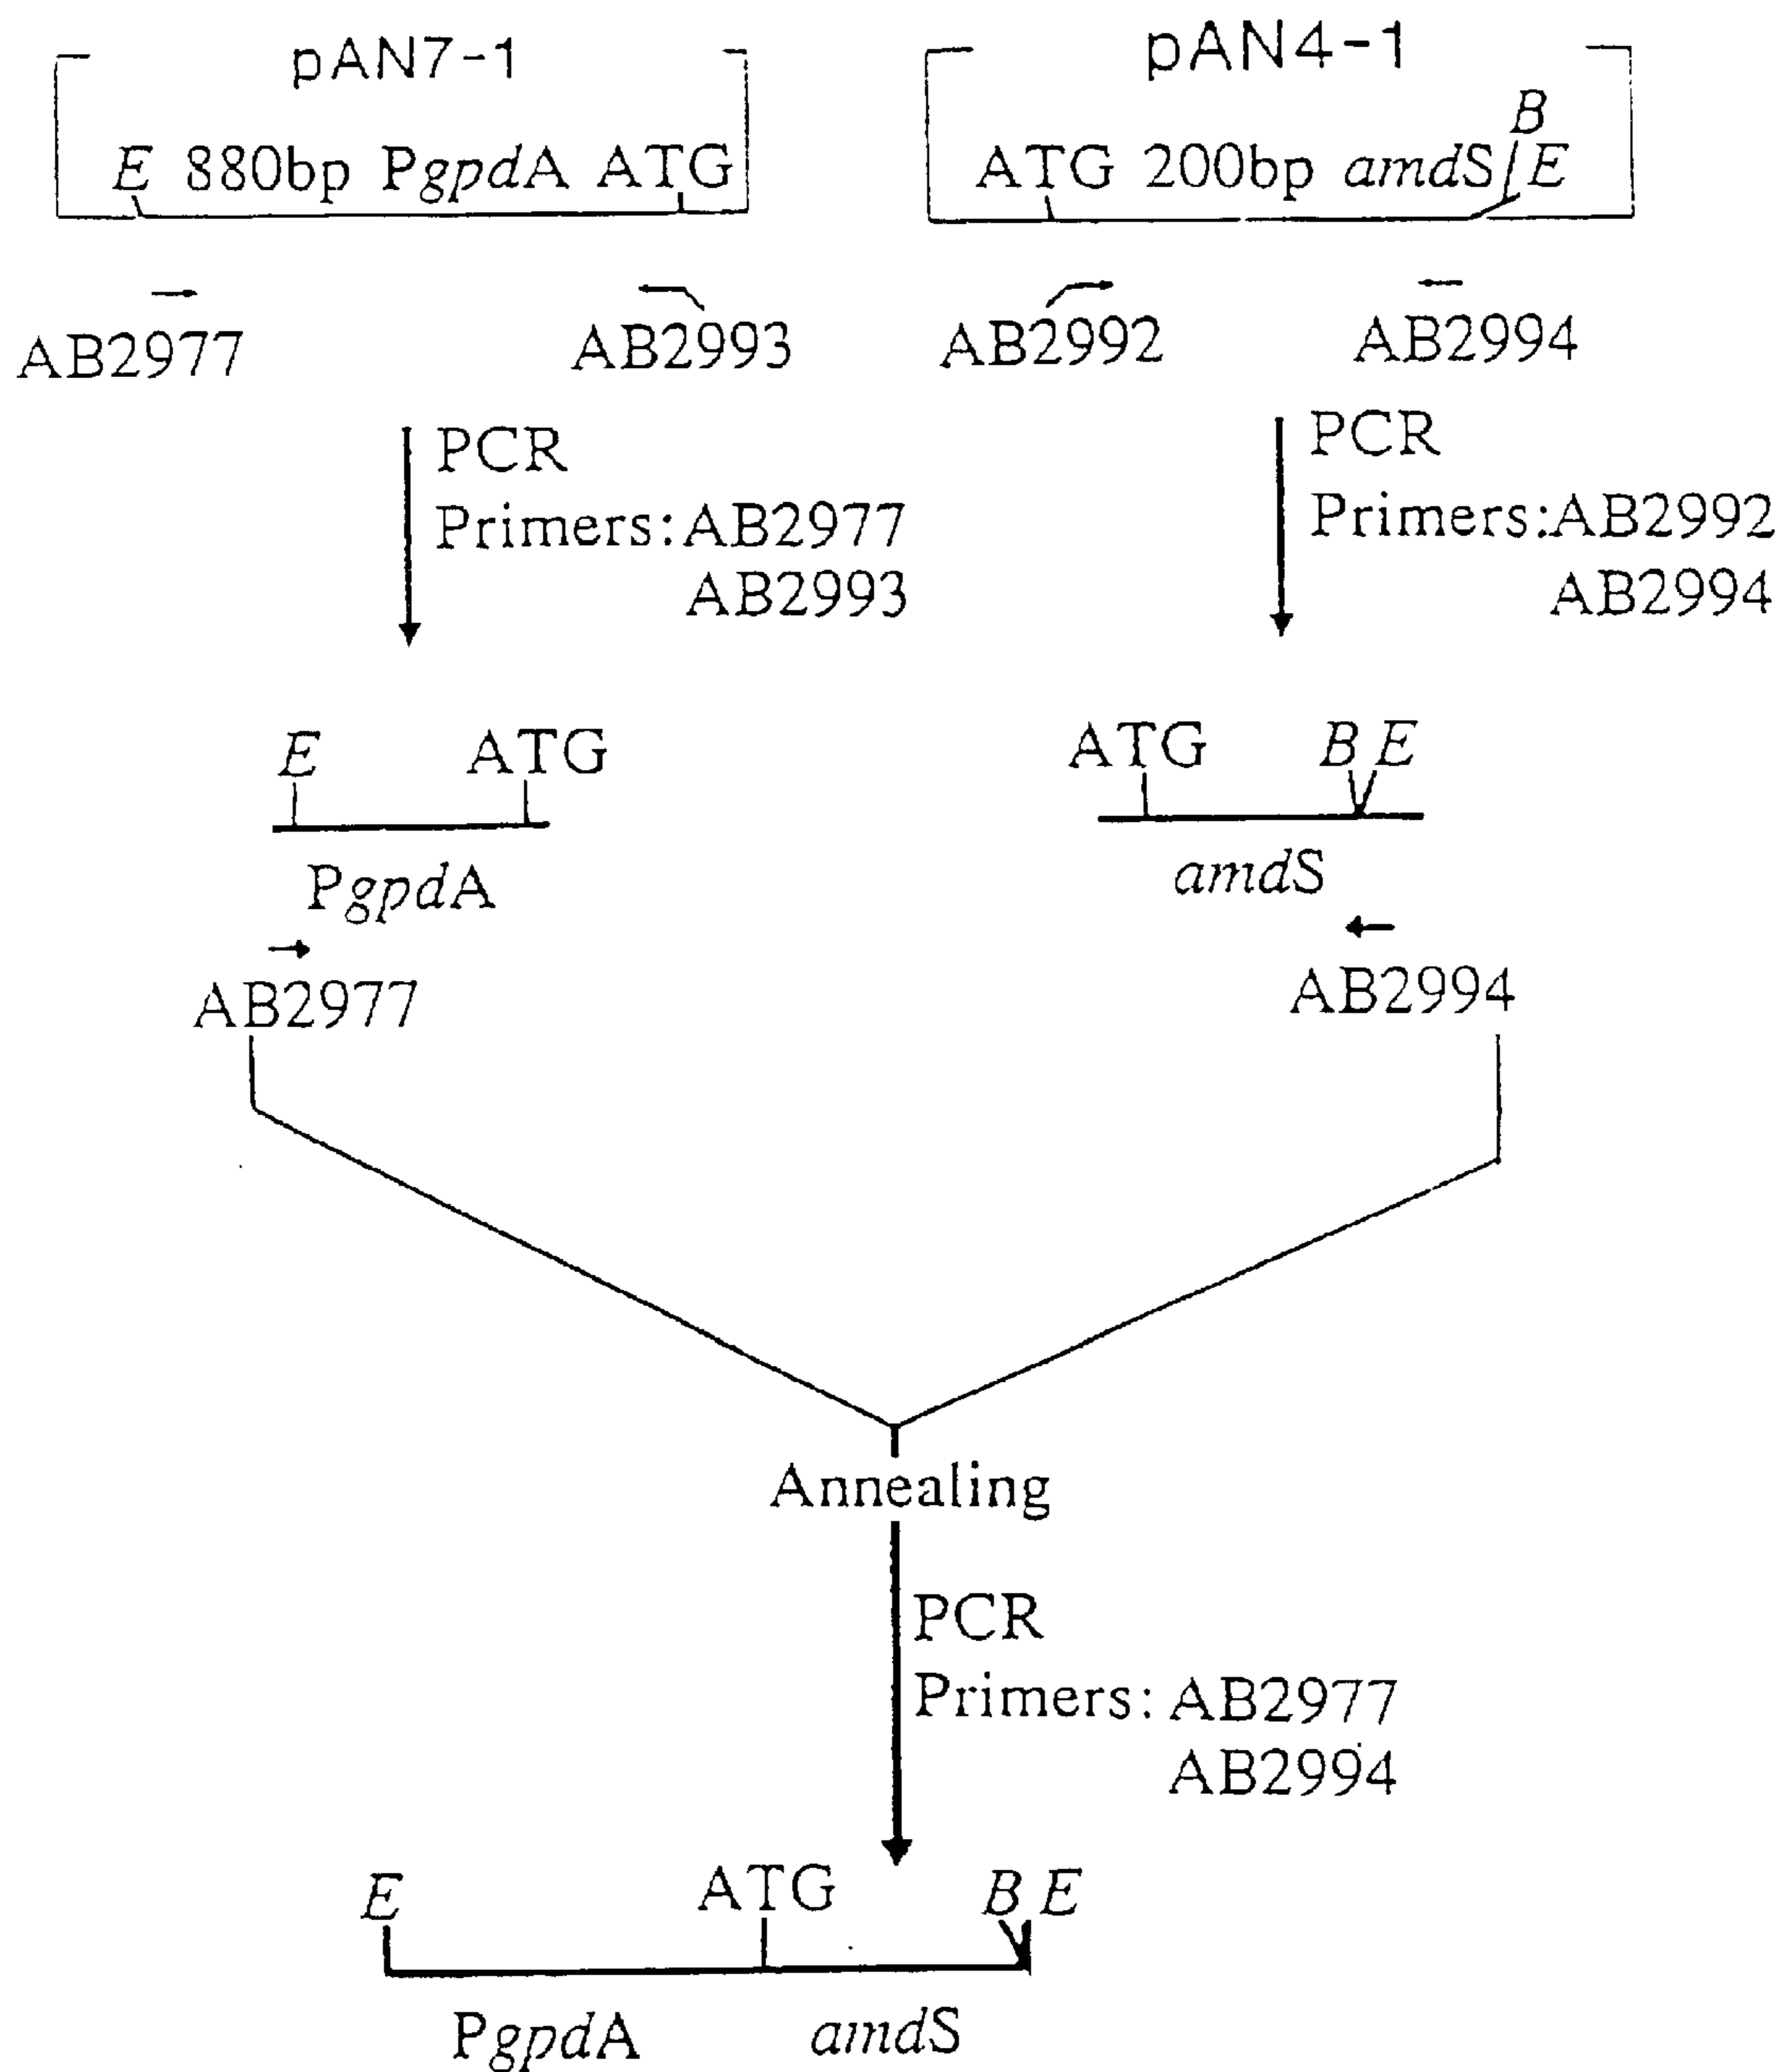 pAN7-1
pAN4-1
E 880bp PgpdA ATG
B
ATG 200bp amdS E
AB2977
AB2993
AB2992
AB2994
PCR
Primers: AB2977
AB2993
PCR
Primers:AB2992
AB2994
E ATG
PgpdA
ATG B E
amdS
AB2977
AB2994
Annealing
PCR
Primers: AB2977
AB2994
E ATG B E
PgpdA amdS